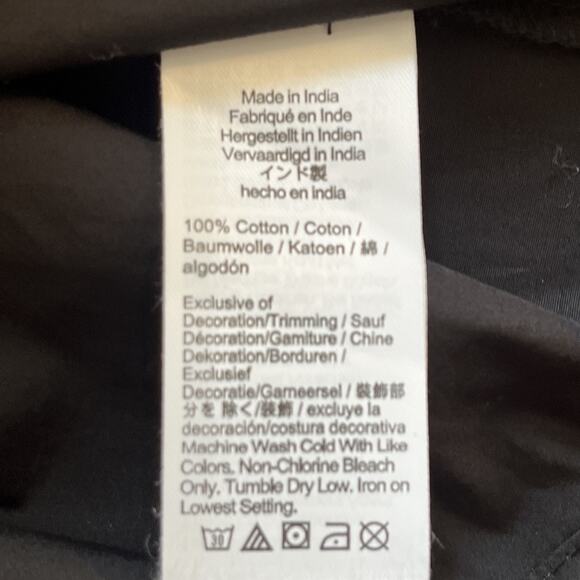 Made in India
Fabriqué en Inde
Hergestellt in Indien
Vervaardigd in India
インド製
hecho en india
100% Cotton / Coton /
Baumwolle / Katoen / 綿 /
algodón
Exclusive of
Decoration/Trimming / Sauf
Décoration/Garniture / Chine
Dekoration/Borduren /
Exclusief
Decoratie/Garneersel / 装飾部
分を 除く/装飾 / excluye la
decoración/costura decorativa
Machine Wash Cold With Like
Colors. Non-Chlorine Bleach
Only. Tumble Dry Low. Iron on
Lowest Setting.
30